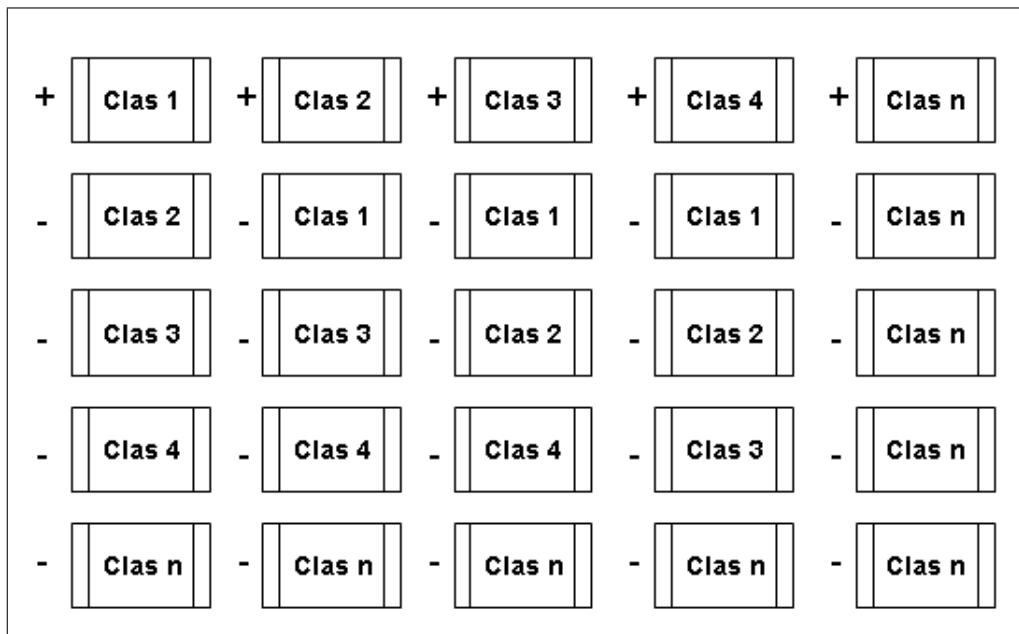 + Clas 1 + Clas 2 + Clas 3 + Clas 4 + Clas n
- Clas 2 - Clas 1 - Clas 1 - Clas 1 - Clas n
- Clas 3 - Clas 3 - Clas 2 - Clas 2 - Clas n
- Clas 4 - Clas 4 - Clas 4 - Clas 3 - Clas n
- Clas n - Clas n - Clas n - Clas n - Clas n